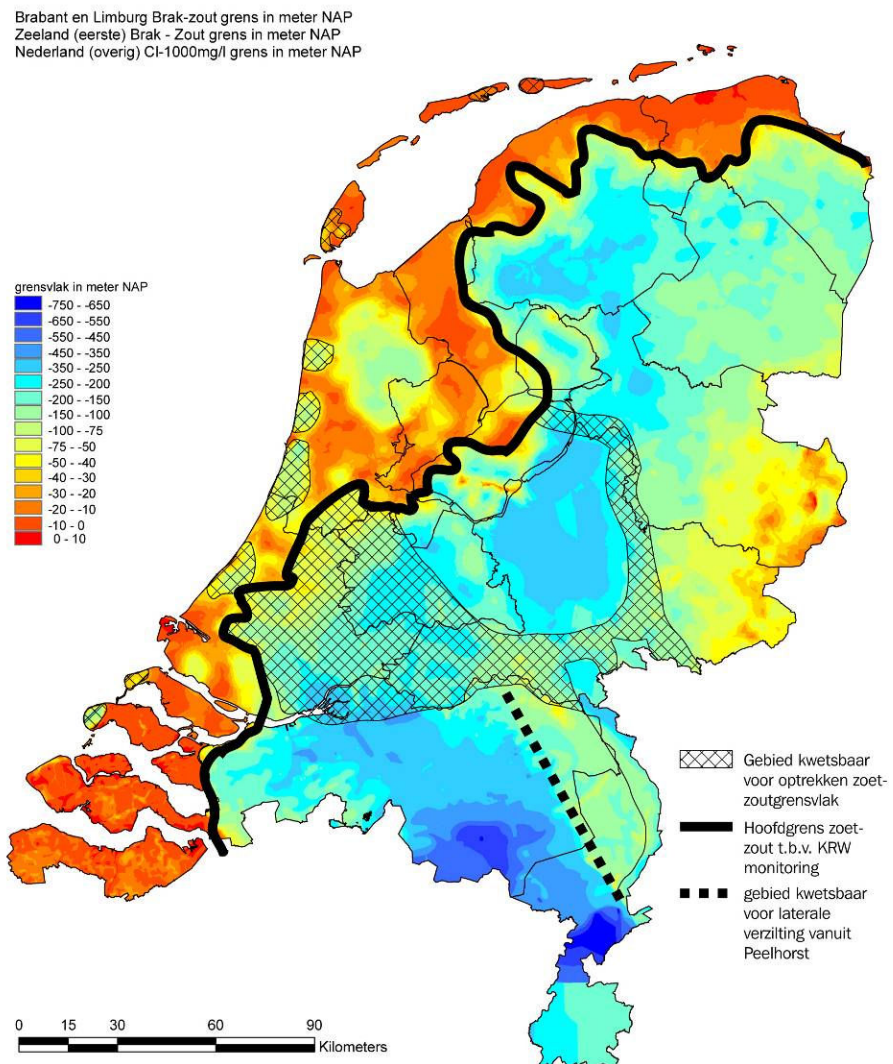 Brabant en Limburg Brak-zout grens in meter NAP
Zeeland (eerste) Brak - Zout grens in meter NAP
Nederland (overig) Cl-1000mg/l grens in meter NAP
grensvlak in meter NAP
-750 - -650
-650 - -550
-550 - -450
-450 - -350
-350 - -250
-250 - -200
-200 - -150
-150 - -100
-100 - -75
-75 - -50
-50 - -40
-40 - -30
-30 - -20
-20 - -10
-10 - 0
0 - 10
Gebied kwetsbaar
voor optrekken zoet-
zoutgrensvlak
Hoofdgrens zoet-
zout t.b.v. KRW
monitoring
gebied kwetsbaar
voor laterale
verzilting vanuit
Peelhorst
0 15 30 60 90
Kilometers